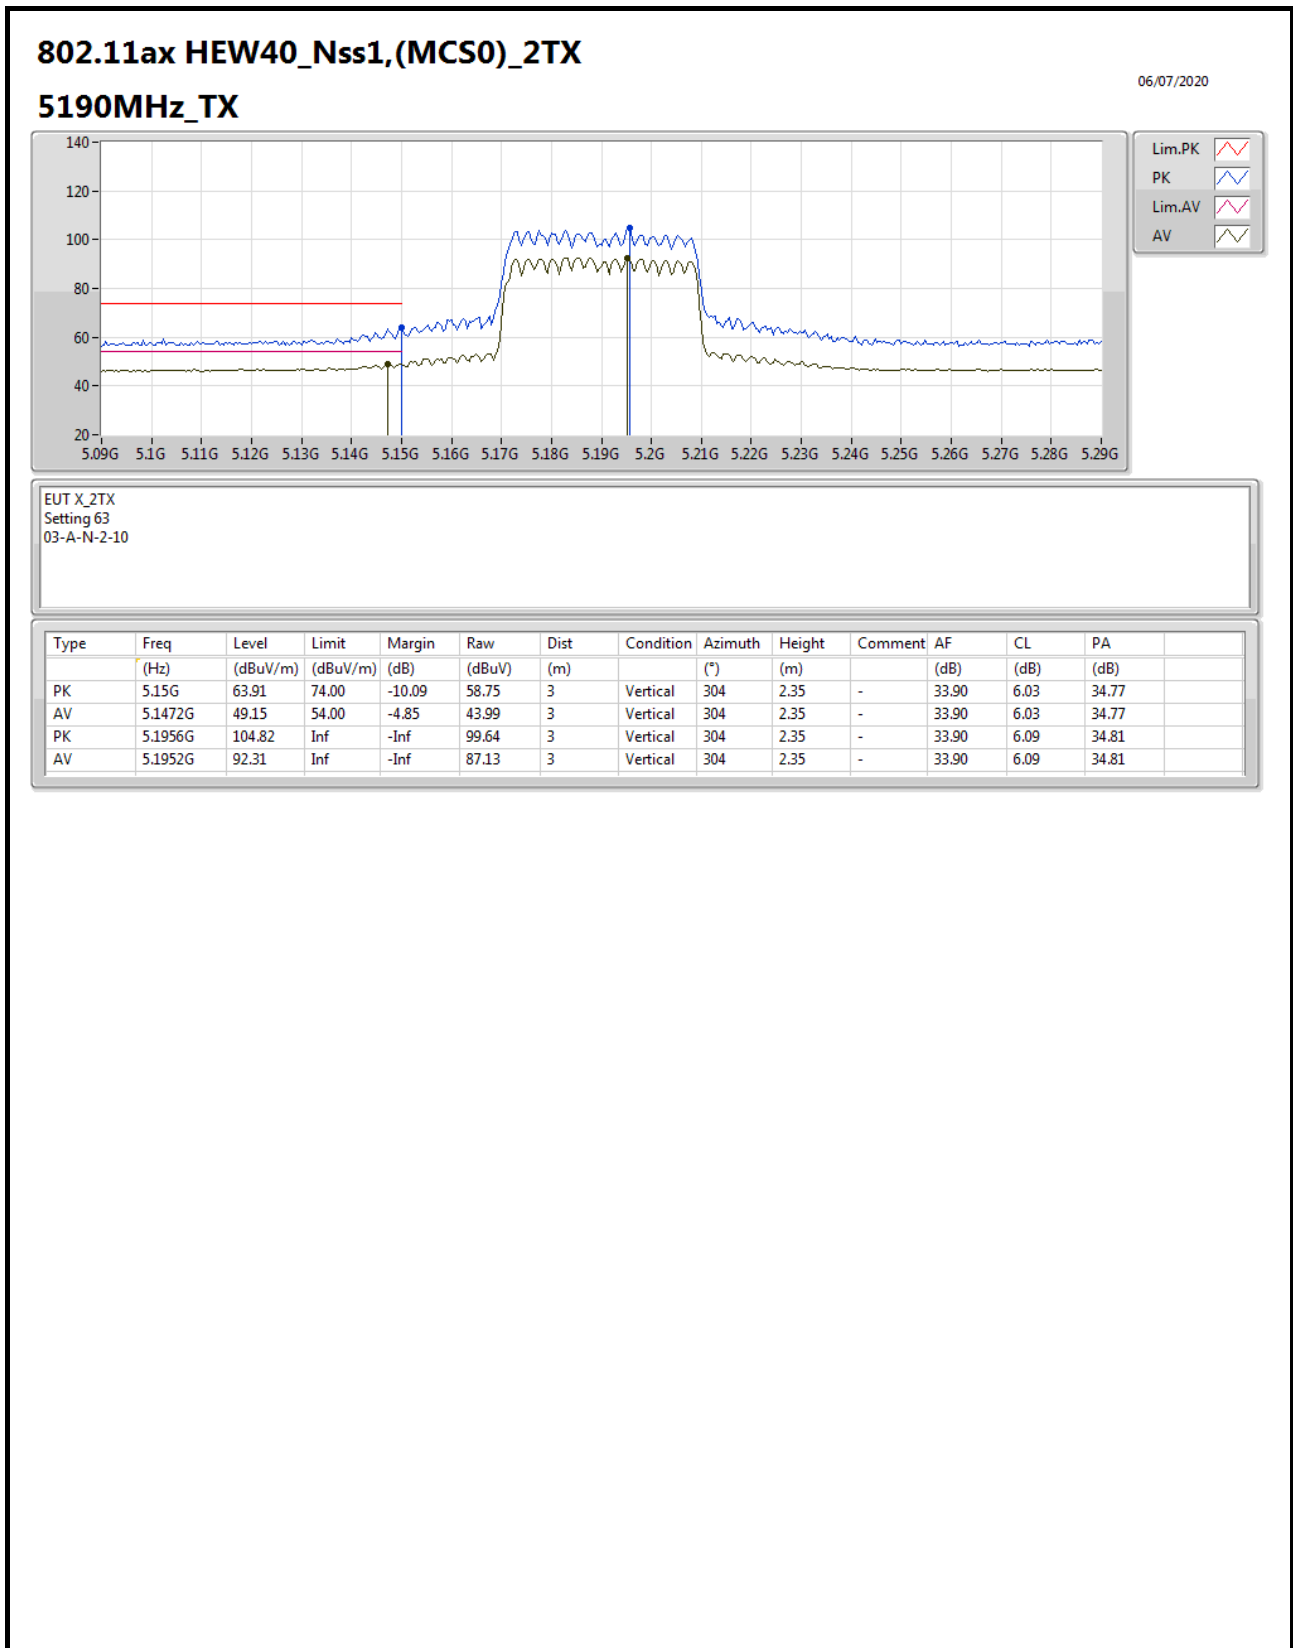 802.11ax HEW40_Nss1,(MCS0)_2TX
06/07/2020
5190MHz_TX
140
120
100
80
60
40
20
5.09G 5.1G 5.11G 5.12G 5.13G 5.14G 5.15G 5.16G 5.17G 5.18G 5.19G 5.2G 5.21G 5.22G 5.23G 5.24G 5.25G 5.26G 5.27G 5.28G 5.29G
Lim.PK
PK
Lim.AV
AV
EUT X_2TX
Setting 63
03-A-N-2-10
Type Freq Level Limit Margin Raw Dist Condition Azimuth Height Comment AF CL PA
(Hz) (dBuV/m) (dBuV/m) (dB) (dBuV) (m) (°) (m) (dB) (dB) (dB)
PK 5.15G 63.91 74.00 -10.09 58.75 3 Vertical 304 2.35 - 33.90 6.03 34.77
AV 5.1472G 49.15 54.00 -4.85 43.99 3 Vertical 304 2.35 - 33.90 6.03 34.77
PK 5.1956G 104.82 Inf -Inf 99.64 3 Vertical 304 2.35 - 33.90 6.09 34.81
AV 5.1952G 92.31 Inf -Inf 87.13 3 Vertical 304 2.35 - 33.90 6.09 34.81